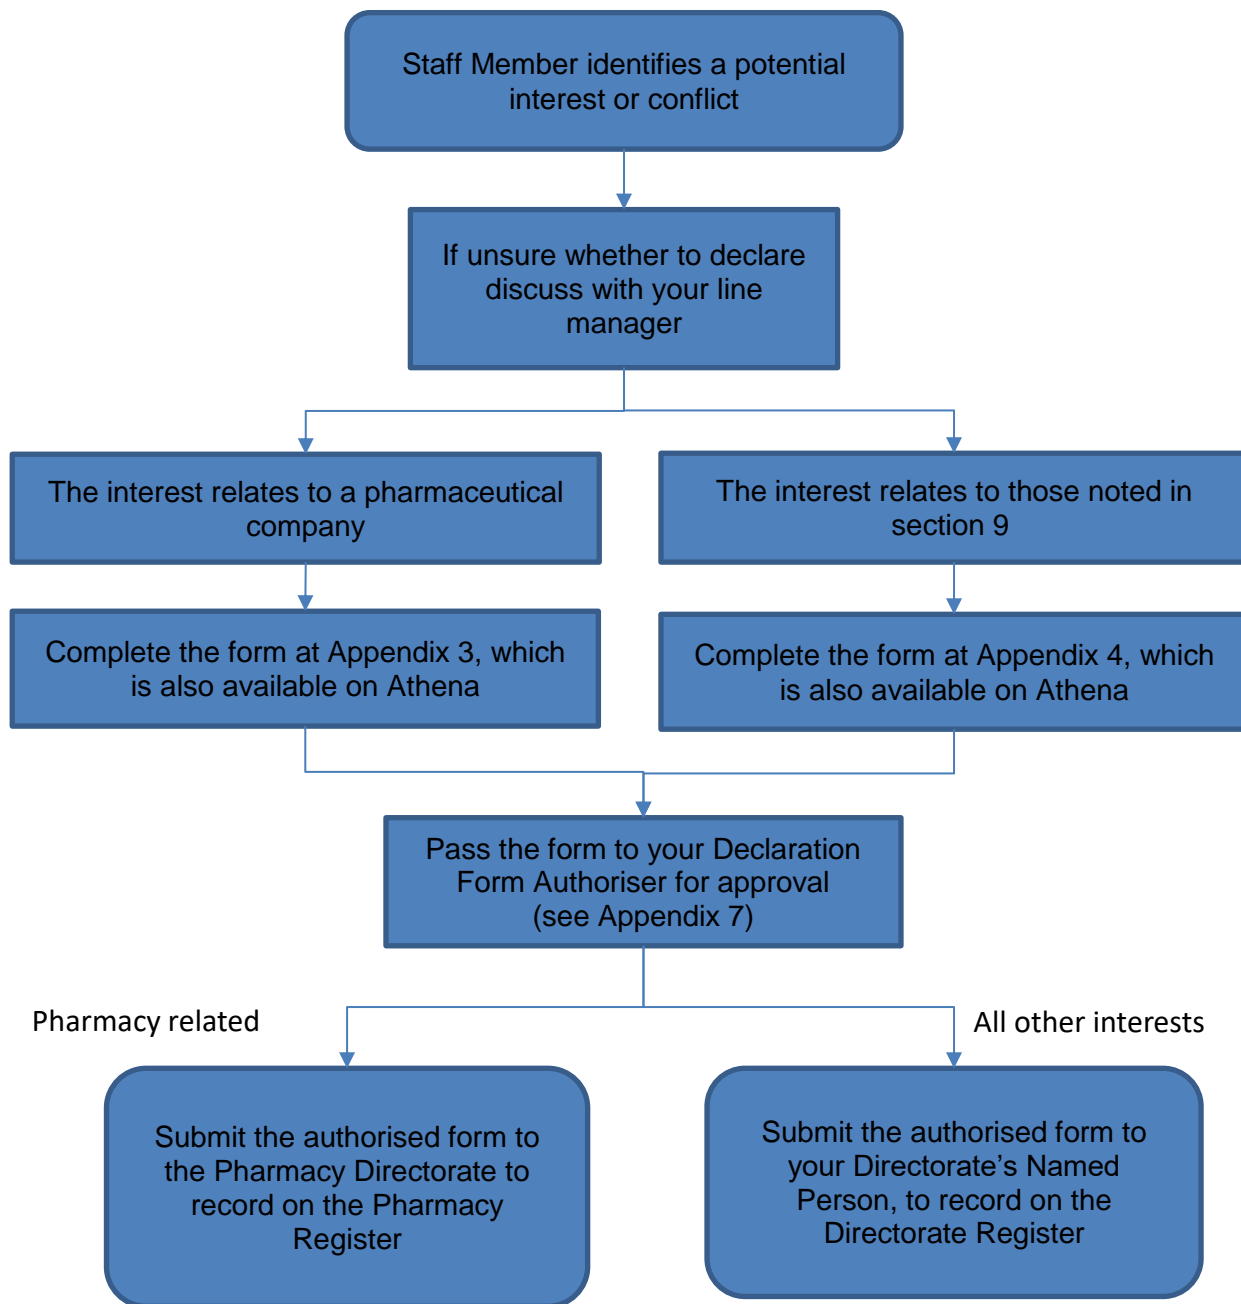 Staff Member identifies a potential
interest or conflict
If unsure whether to declare
discuss with your line
manager
The interest relates to a pharmaceutical
company
The interest relates to those noted in
section 9
Complete the form at Appendix 3, which
is also available on Athena
Complete the form at Appendix 4, which
is also available on Athena
Pass the form to your Declaration
Form Authoriser for approval
(see Appendix 7)
Pharmacy related
All other interests
Submit the authorised form to
the Pharmacy Directorate to
record on the Pharmacy
Register
Submit the authorised form to
your Directorate’s Named
Person, to record on the
Directorate Register